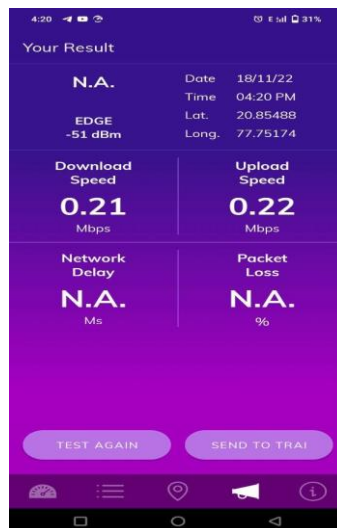 4:20 31%
Your Result
N.A.
EDGE
-51 dBm
Date 18/11/22
Time 04:20 PM
Lat. 20.85488
Long. 77.75174
Download
Speed
0.21
Mbps
Upload
Speed
0.22
Mbps
Network
Delay
N.A.
Ms
Packet
Loss
N.A.
%
TEST AGAIN SEND TO TRAI